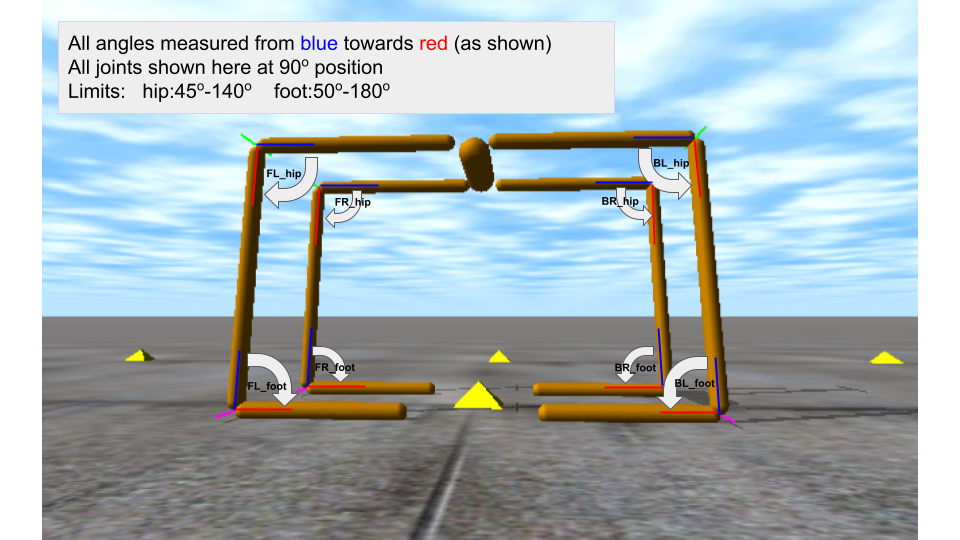 All angles measured from blue towards red (as shown)
All joints shown here at 90º position
Limits: hip:45º-140º foot:50º-180º
FL_hip
BL_hip
FR_hip
BR_hip
FL_foot
FR_foot
BR_foot
BL_foot